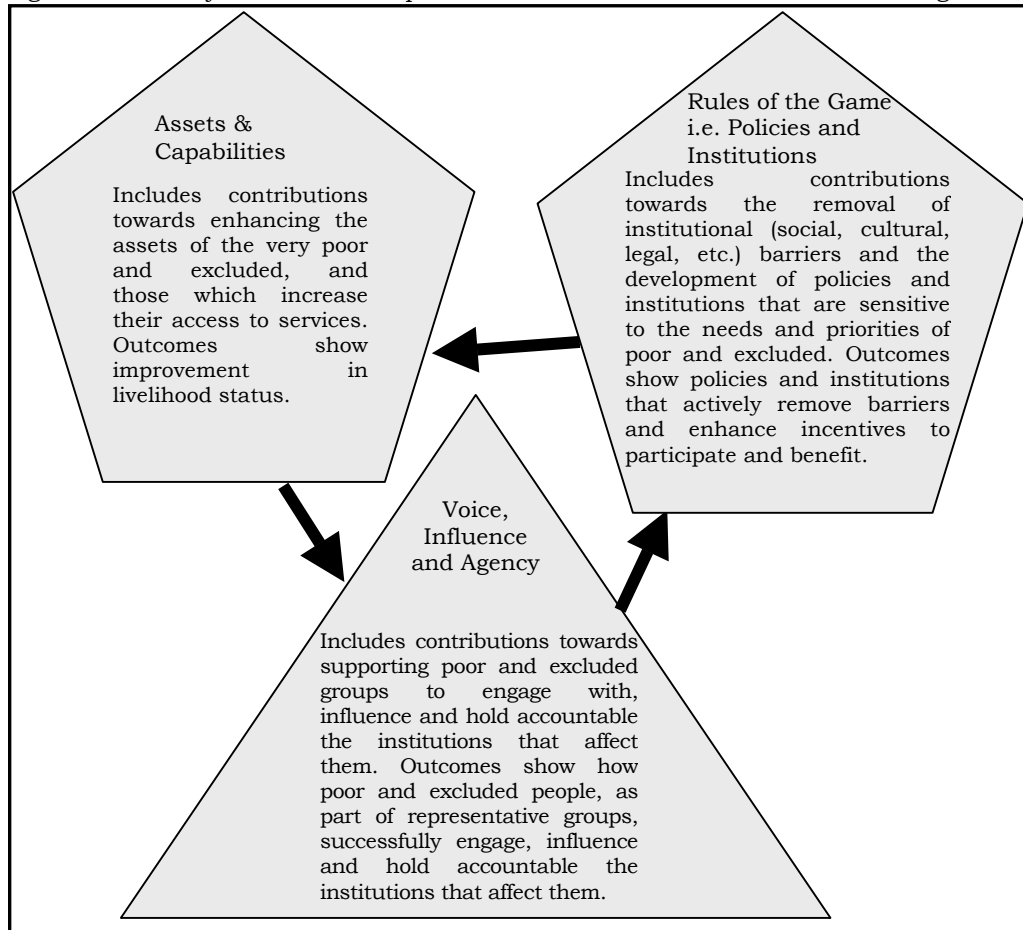 Assets &
Capabilities
Includes contributions
towards enhancing the
assets of the very poor
and excluded, and
those which increase
their access to services.
Outcomes show
improvement in
livelihood status.
Rules of the Game
i.e. Policies and
Institutions
Includes contributions
towards the removal of
institutional (social, cultural,
legal, etc.) barriers and the
development of policies and
institutions that are sensitive
to the needs and priorities of
poor and excluded. Outcomes
show policies and institutions
that actively remove barriers
and enhance incentives to
participate and benefit.
Voice,
Influence
and Agency
Includes contributions towards
supporting poor and excluded
groups to engage with,
influence and hold accountable
the institutions that affect
them. Outcomes show how
poor and excluded people, as
part of representative groups,
successfully engage, influence
and hold accountable the
institutions that affect them.